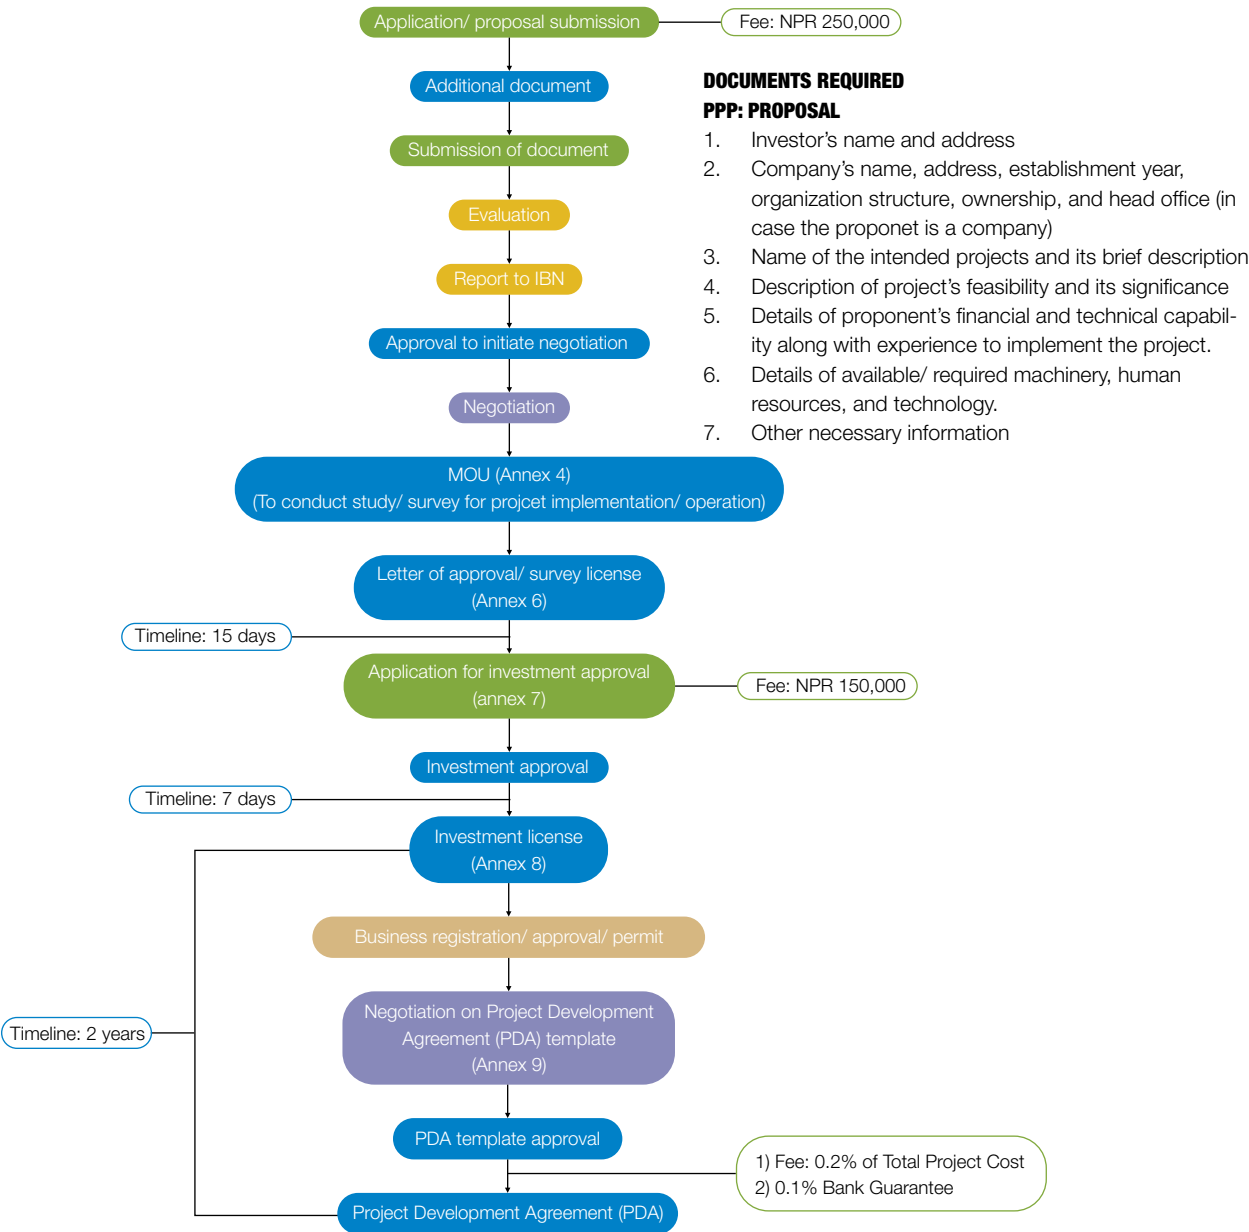 Application/ proposal submission
Fee: NPR 250,000
Additional document
Submission of document
Evaluation
Report to IBN
Approval to initiate negotiation
Negotiation
DOCUMENTS REQUIRED
PPP: PROPOSAL
1. Investor’s name and address
2. Company’s name, address, establishment year,
organization structure, ownership, and head office (in
case the proponet is a company)
3. Name of the intended projects and its brief description
4. Description of project’s feasibility and its significance
5. Details of proponent’s financial and technical capabil-
ity along with experience to implement the project.
6. Details of available/ required machinery, human
resources, and technology.
7. Other necessary information
MOU (Annex 4)
(To conduct study/ survey for projcet implementation/ operation)
Letter of approval/ survey license
(Annex 6)
Timeline: 15 days
Application for investment approval
(annex 7)
Fee: NPR 150,000
Investment approval
Timeline: 7 days
Investment license
(Annex 8)
Business registration/ approval/ permit
Negotiation on Project Development
Agreement (PDA) template
(Annex 9)
Timeline: 2 years
PDA template approval
1) Fee: 0.2% of Total Project Cost
2) 0.1% Bank Guarantee
Project Development Agreement (PDA)